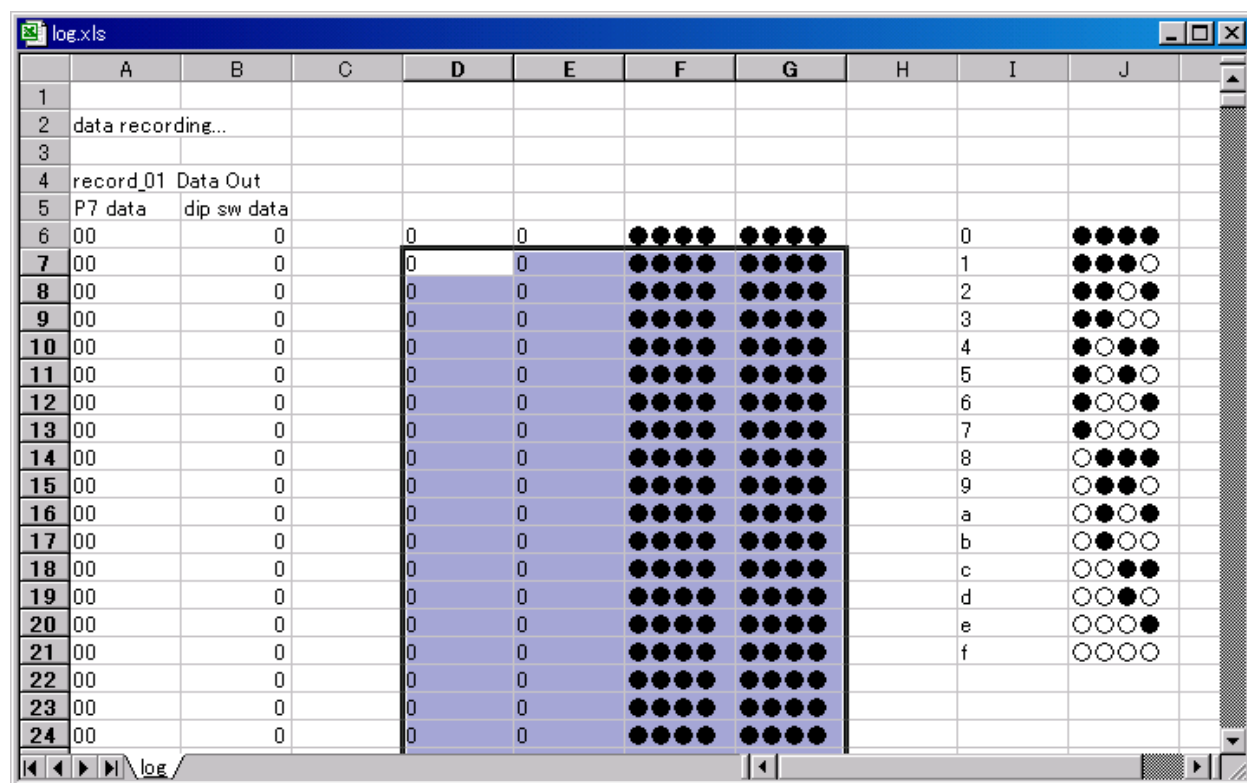 log.xls
A B C D E F G H I J
1
2 data recording...
3
4 record_01 Data Out
5 P7 data dip sw data
6 00 0 0 0 ●●●● ●●●● 0 ●●●●
7 00 0 0 0 ●●●● ●●●● 1 ●●●○
8 00 0 0 0 ●●●● ●●●● 2 ●●○●
9 00 0 0 0 ●●●● ●●●● 3 ●●○○
10 00 0 0 0 ●●●● ●●●● 4 ●○●●
11 00 0 0 0 ●●●● ●●●● 5 ●○●○
12 00 0 0 0 ●●●● ●●●● 6 ●○○●
13 00 0 0 0 ●●●● ●●●● 7 ●○○○
14 00 0 0 0 ●●●● ●●●● 8 ○●●●
15 00 0 0 0 ●●●● ●●●● 9 ○●●○
16 00 0 0 0 ●●●● ●●●● a ○●○●
17 00 0 0 0 ●●●● ●●●● b ○●○○
18 00 0 0 0 ●●●● ●●●● c ○○●●
19 00 0 0 0 ●●●● ●●●● d ○○●○
20 00 0 0 0 ●●●● ●●●● e ○○○●
21 00 0 0 0 ●●●● ●●●● f ○○○○
22 00 0 0 0 ●●●● ●●●●
23 00 0 0 0 ●●●● ●●●●
24 00 0 0 0 ●●●● ●●●●
log